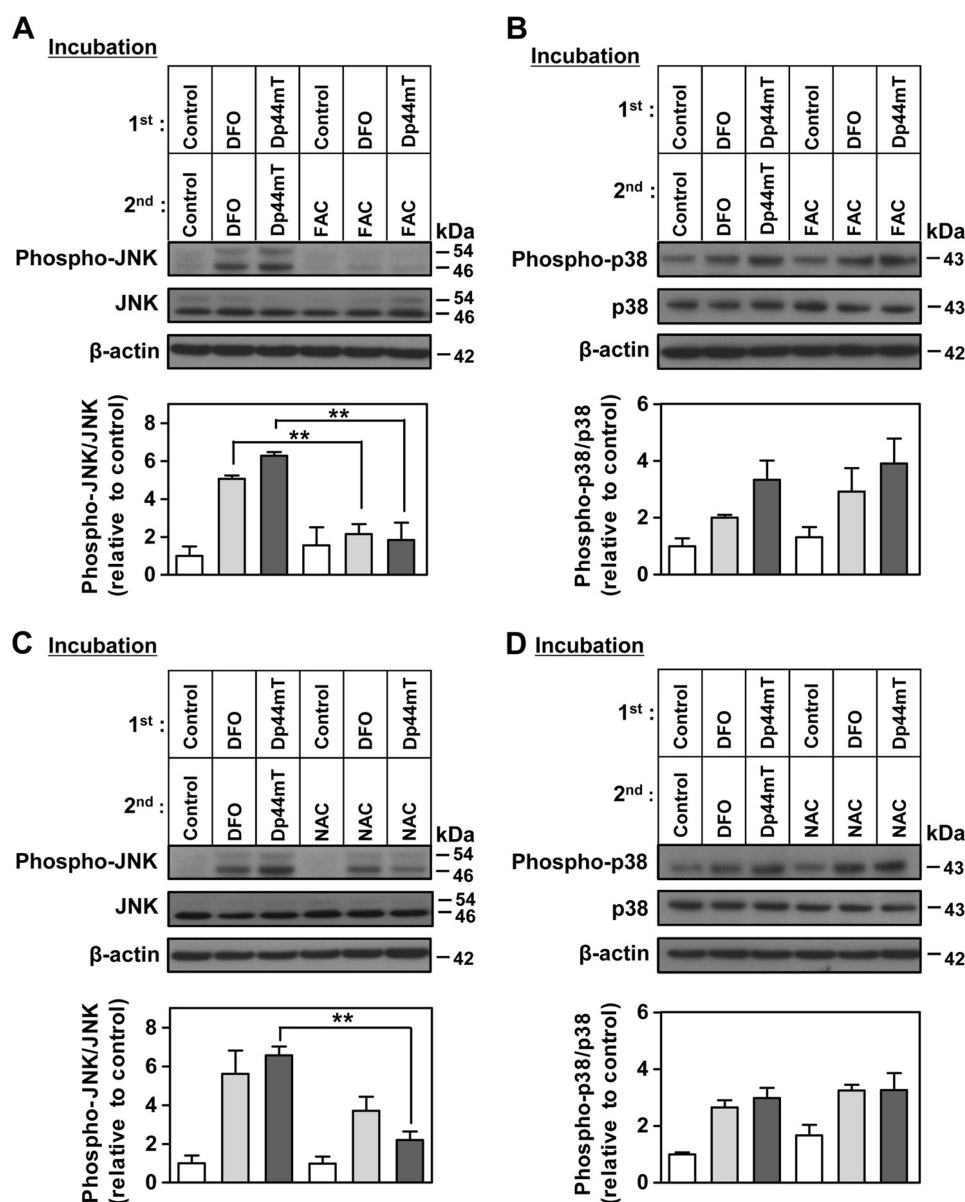 A
Incubation
1st :
Control
DFO
Dp44mT
Control
DFO
Dp44mT
2nd :
Control
DFO
Dp44mT
FAC
FAC
FAC
kDa
Phospho-JNK
54
46
JNK
54
46
β-actin
42
Phospho-JNK/JNK
(relative to control)
8
6
4
2
0
**
**
B
Incubation
1st :
Control
DFO
Dp44mT
Control
DFO
Dp44mT
2nd :
Control
DFO
Dp44mT
FAC
FAC
FAC
kDa
Phospho-p38
43
p38
43
β-actin
42
Phospho-p38/p38
(relative to control)
6
4
2
0
C
Incubation
1st :
Control
DFO
Dp44mT
Control
DFO
Dp44mT
2nd :
Control
DFO
Dp44mT
NAC
NAC
NAC
kDa
Phospho-JNK
54
46
JNK
54
46
β-actin
42
Phospho-JNK/JNK
(relative to control)
8
6
4
2
0
**
D
Incubation
1st :
Control
DFO
Dp44mT
Control
DFO
Dp44mT
2nd :
Control
DFO
Dp44mT
NAC
NAC
NAC
kDa
Phospho-p38
43
p38
43
β-actin
42
Phospho-p38/p38
(relative to control)
6
4
2
0